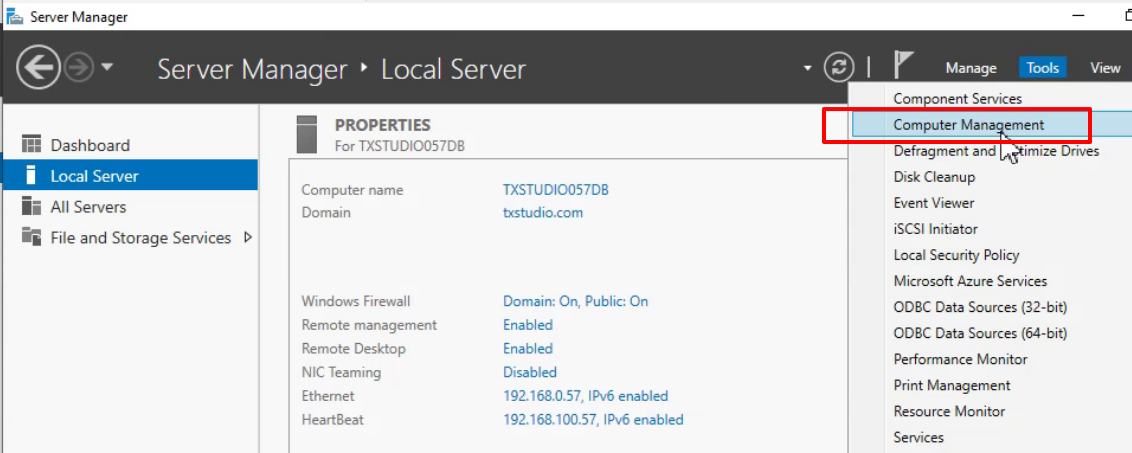 Server Manager
Server Manager ‣ Local Server
Manage Tools View
Dashboard
Local Server
All Servers
File and Storage Services
PROPERTIES
For TXSTUDIO057DB
Computer name TXSTUDIO057DB
Domain txstudio.com
Windows Firewall Domain: On, Public: On
Remote management Enabled
Remote Desktop Enabled
NIC Teaming Disabled
Ethernet 192.168.0.57, IPv6 enabled
HeartBeat 192.168.100.57, IPv6 enabled
Component Services
Computer Management
Defragment and Optimize Drives
Disk Cleanup
Event Viewer
iSCSI Initiator
Local Security Policy
Microsoft Azure Services
ODBC Data Sources (32-bit)
ODBC Data Sources (64-bit)
Performance Monitor
Print Management
Resource Monitor
Services